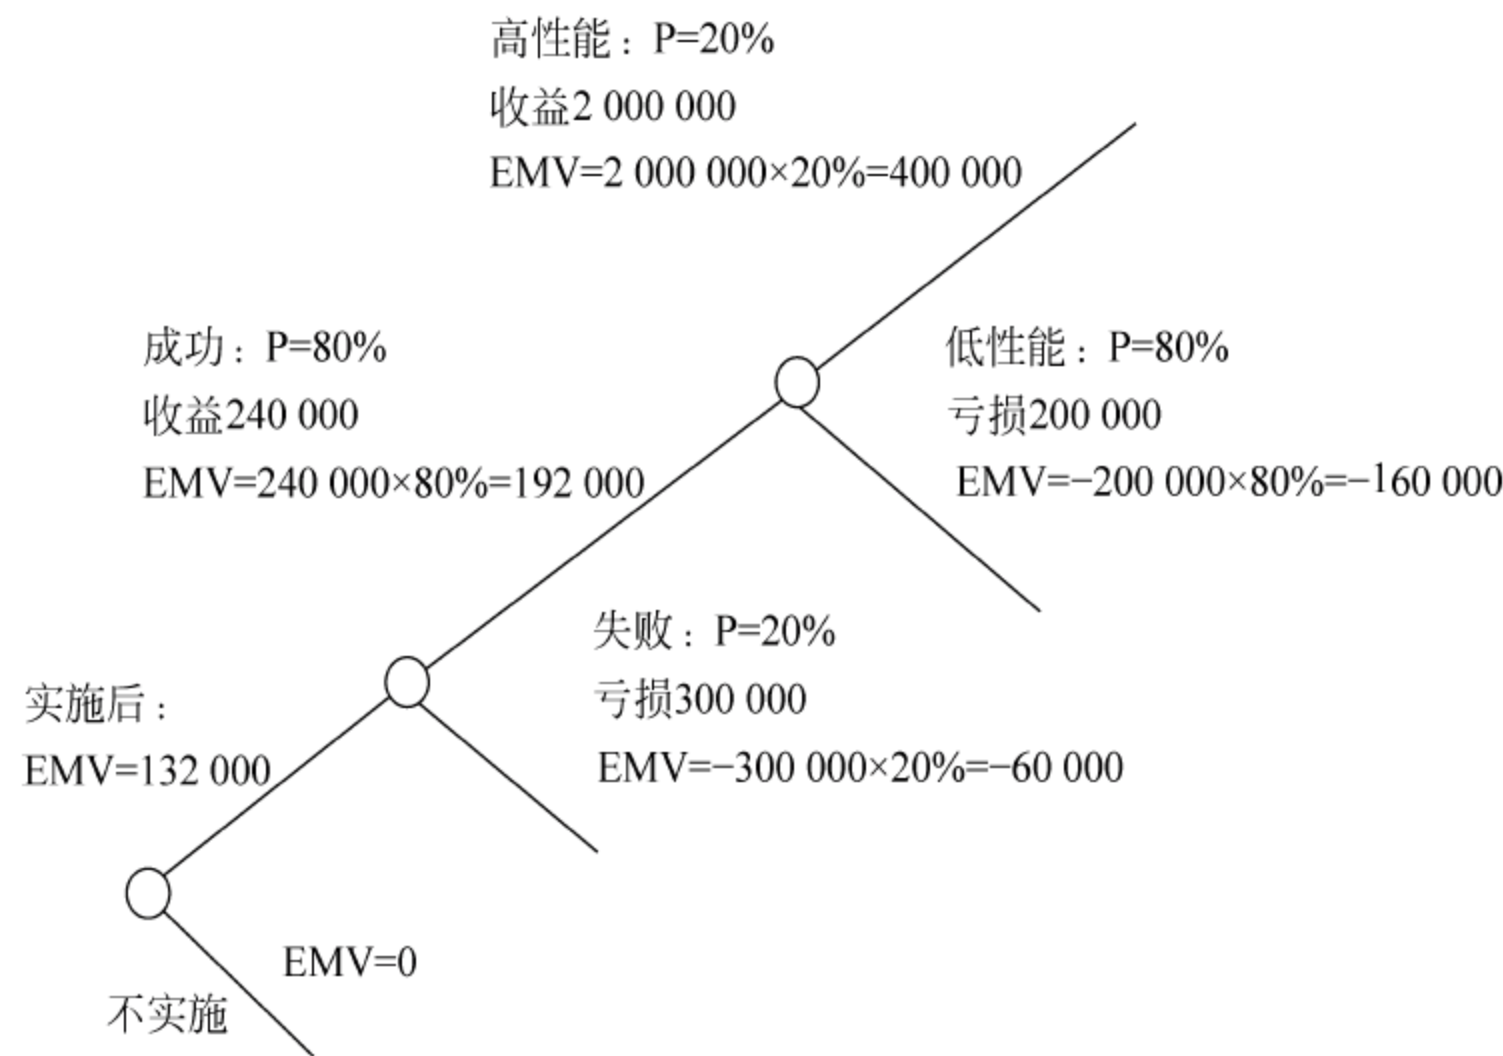 高性能：P=20%
收益2 000 000
EMV=2 000 000×20%=400 000
成功：P=80%
收益240 000
EMV=240 000×80%=192 000
低性能：P=80%
亏损200 000
EMV=−200 000×80%=−160 000
失败：P=20%
亏损300 000
EMV=−300 000×20%=−60 000
实施后：
EMV=132 000
EMV=0
不实施